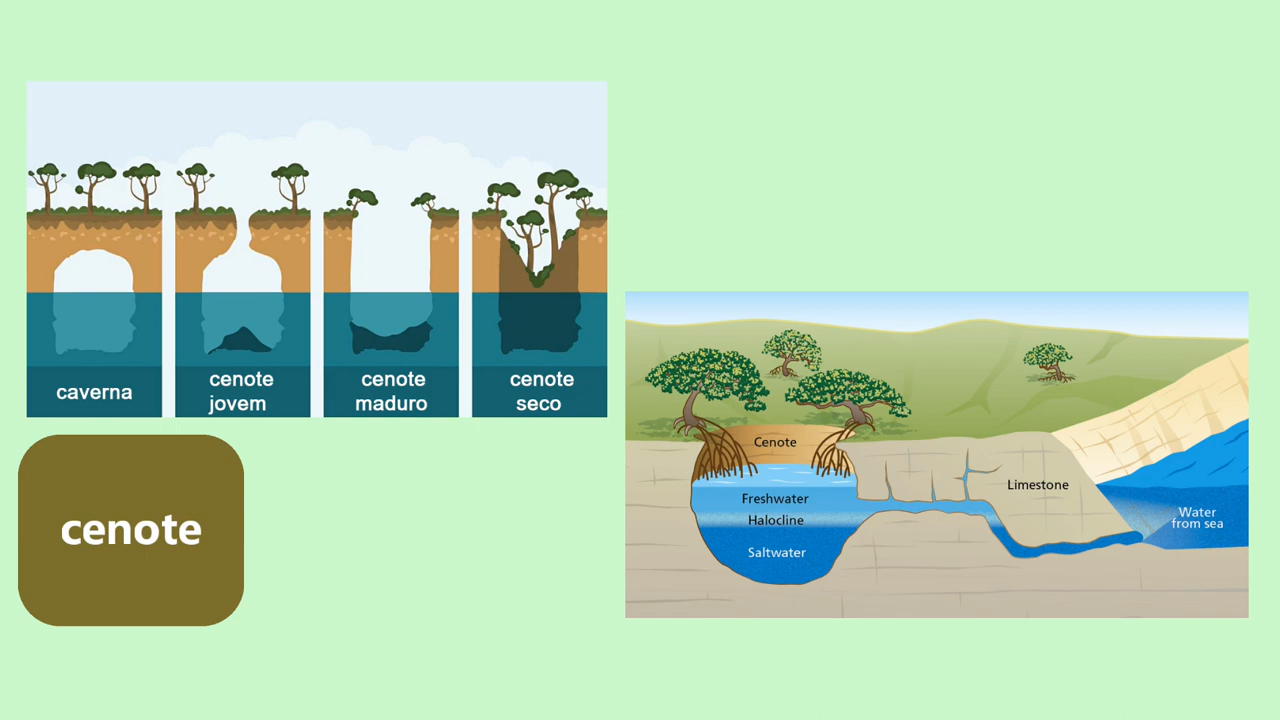 caverna
cenote
jovem
cenote
maduro
cenote
seco
cenote
Cenote
Freshwater
Halocline
Saltwater
Limestone
Water
from sea